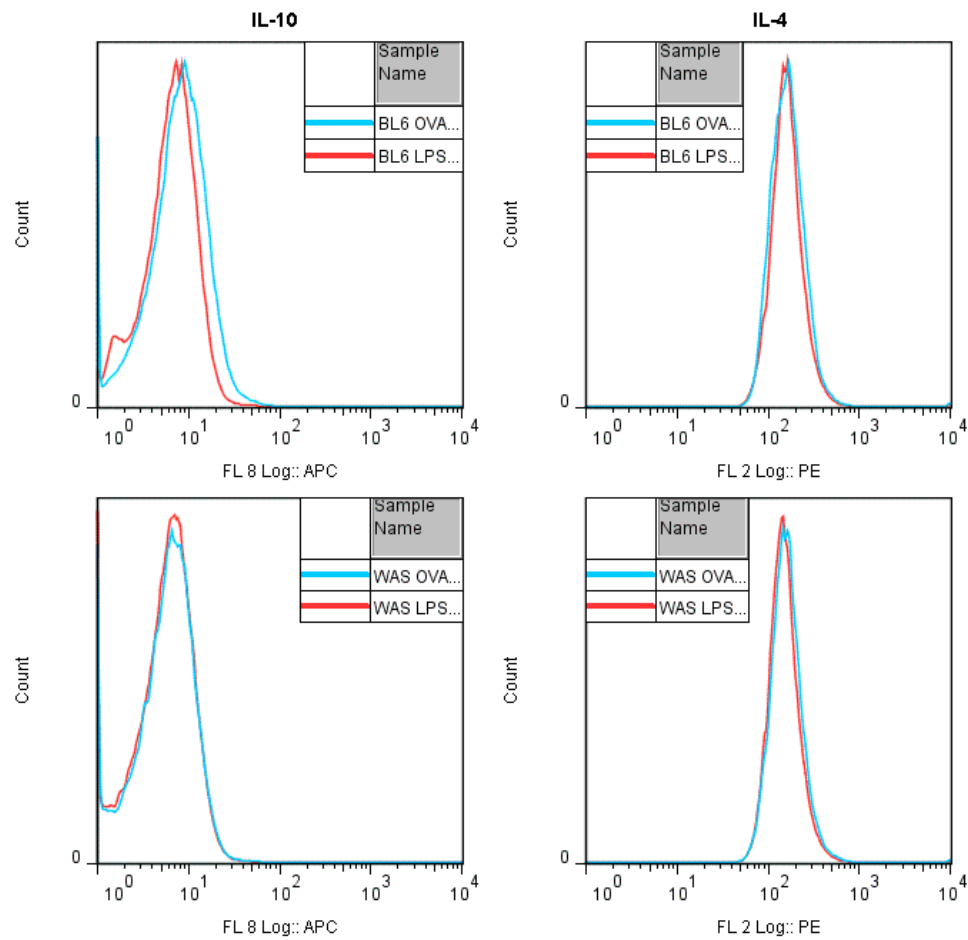 IL-10
IL-4
Sample
Name
BL6 OVA...
BL6 LPS...
Count
0
10^0 10^1 10^2 10^3 10^4
FL 8 Log:: APC
Sample
Name
BL6 OVA...
BL6 LPS...
Count
0
10^0 10^1 10^2 10^3 10^4
FL 2 Log:: PE
Sample
Name
WAS OVA...
WAS LPS...
Count
0
10^0 10^1 10^2 10^3 10^4
FL 8 Log:: APC
Sample
Name
WAS OVA...
WAS LPS...
Count
0
10^0 10^1 10^2 10^3 10^4
FL 2 Log:: PE